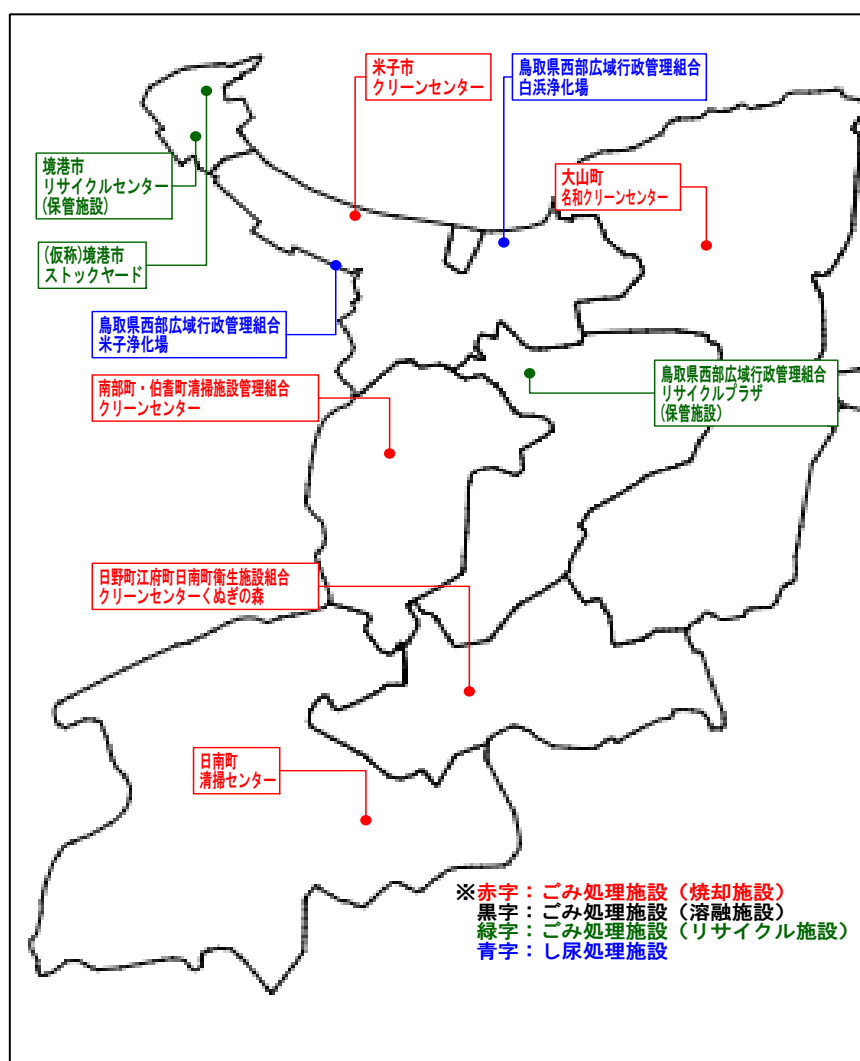 米子市
クリーンセンター
鳥取県西部広域行政管理組合
白浜浄化場
境港市
リサイクルセンター
(保管施設)
大山町
名和クリーンセンター
(仮称)境港市
ストックヤード
鳥取県西部広域行政管理組合
米子浄化場
鳥取県西部広域行政管理組合
リサイクルプラザ
(保管施設)
南部町・伯耆町清掃施設管理組合
クリーンセンター
日野町江府町日南町衛生施設組合
クリーンセンターくぬぎの森
日南町
清掃センター
※赤字:ごみ処理施設(焼却施設)
黒字:ごみ処理施設(溶融施設)
緑字:ごみ処理施設(リサイクル施設)
青字:し尿処理施設